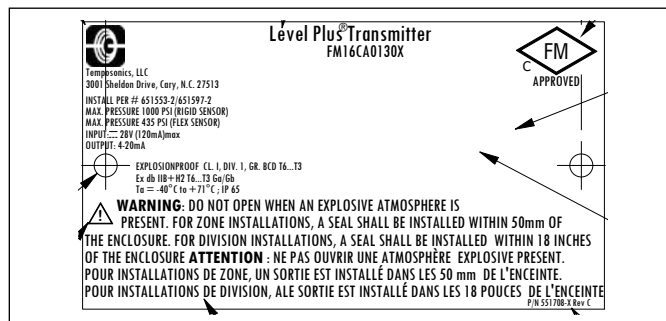 Level Plus® Transmitter
FM16CA0130X
FM
C
APPROVED
Temposonics, LLC
3001 Sheldon Drive, Cary, N.C. 27513
INSTALL PER # 651553-2/651597-2
MAX. PRESSURE 1000 PSI (RIGID SENSOR)
MAX. PRESSURE 435 PSI (FLEX SENSOR)
INPUT: ⎓ 28V (120mA)max
OUTPUT: 4-20mA
EXPLOSIONPROOF CL. I, DIV. 1, GR. BCD T6...T3
Ex db IIB+H2 T6...T3 Ga/Gb
Ta = -40°C to +71°C ; IP 65
WARNING: DO NOT OPEN WHEN AN EXPLOSIVE ATMOSPHERE IS
PRESENT. FOR ZONE INSTALLATIONS, A SEAL SHALL BE INSTALLED WITHIN 50mm OF
THE ENCLOSURE. FOR DIVISION INSTALLATIONS, A SEAL SHALL BE INSTALLED WITHIN 18 INCHES
OF THE ENCLOSURE ATTENTION : NE PAS OUVRIR UNE ATMOSPHÈRE EXPLOSIVE PRESENT.
POUR INSTALLATIONS DE ZONE, UN SORTIE EST INSTALLÉ DANS LES 50 mm DE L'ENCEINTE.
POUR INSTALLATIONS DE DIVISION, ALE SORTIE EST INSTALLÉ DANS LES 18 POUCES DE L'ENCEINTE
P/N 551708-X Rev C